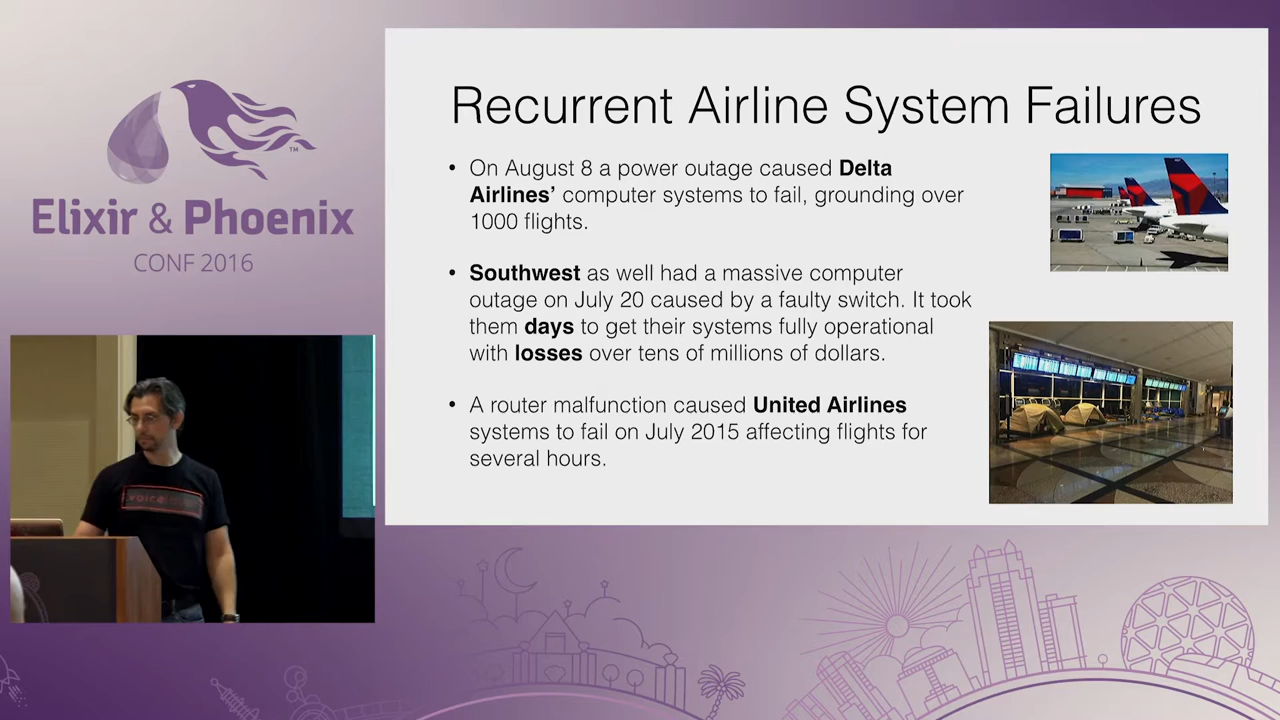 Elixir & Phoenix
TM
CONF 2016
Recurrent Airline System Failures
• On August 8 a power outage caused Delta
Airlines’ computer systems to fail, grounding over
1000 flights.
• Southwest as well had a massive computer
outage on July 20 caused by a faulty switch. It took
them days to get their systems fully operational
with losses over tens of millions of dollars.
• A router malfunction caused United Airlines
systems to fail on July 2015 affecting flights for
several hours.
voice